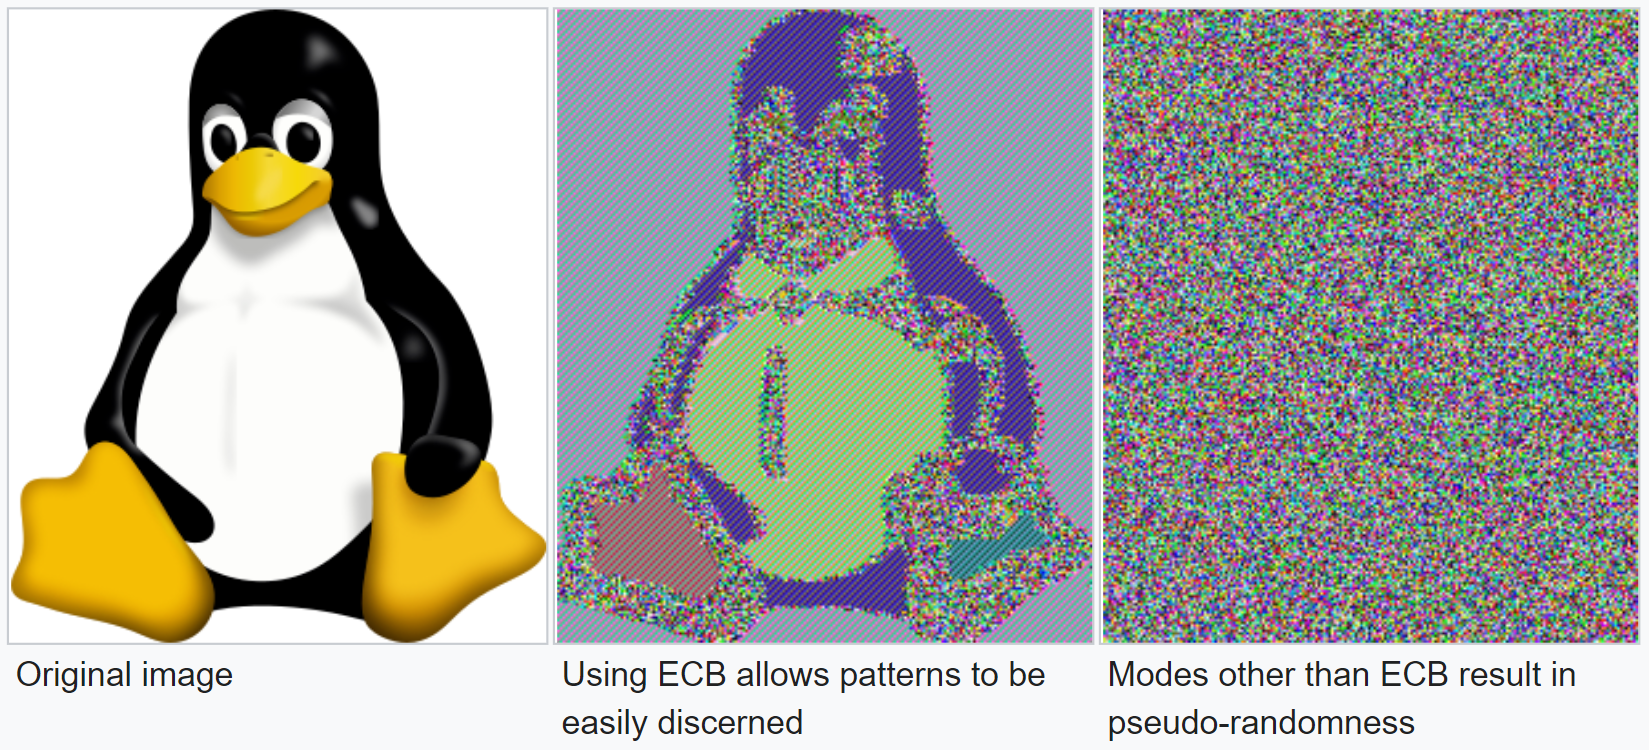 Original image
Using ECB allows patterns to be
easily discerned
Modes other than ECB result in
pseudo-randomness